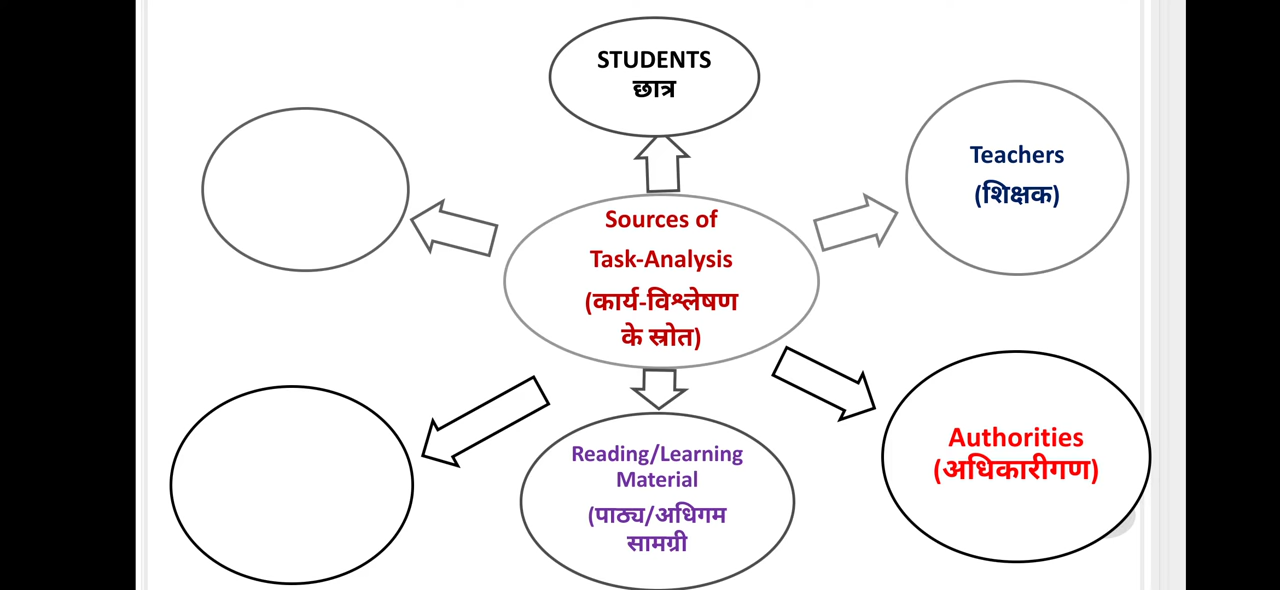 STUDENTS
छात्र
Teachers
(शिक्षक)
Sources of
Task-Analysis
(कार्य-विश्लेषण
के स्रोत)
Authorities
(अधिकारीगण)
Reading/Learning
Material
(पाठ्य/अधिगम
सामग्री